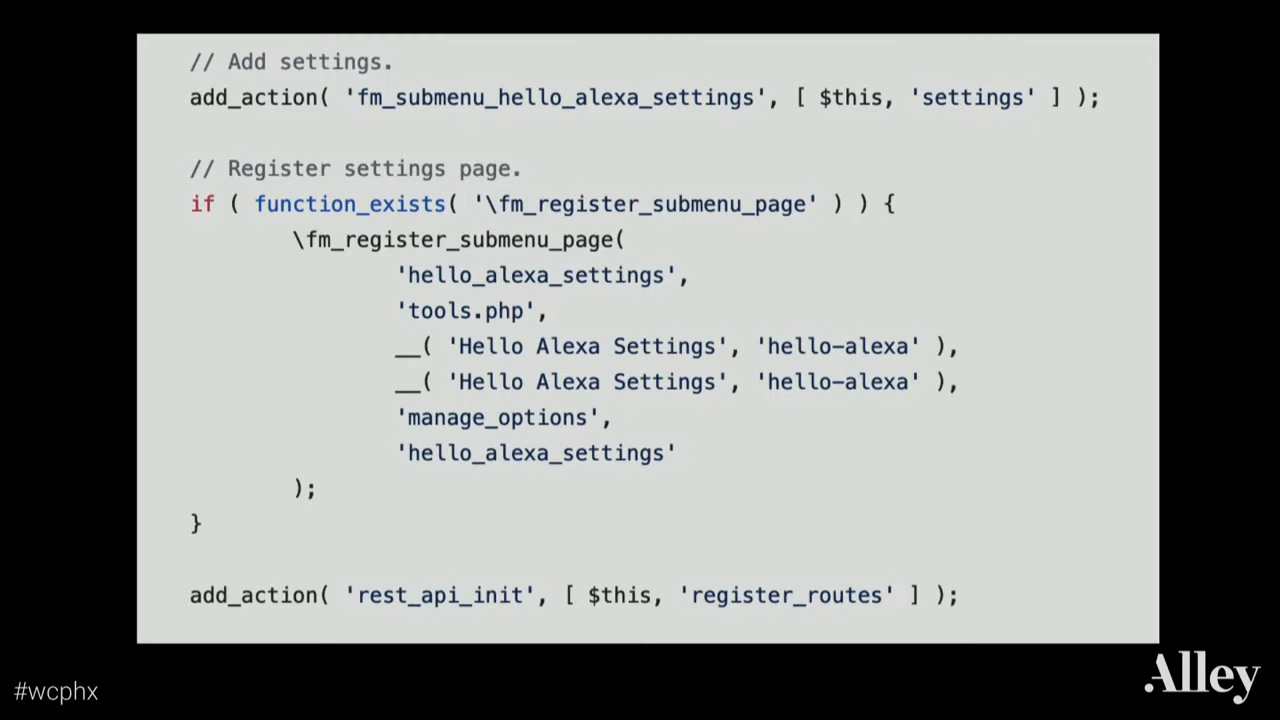 // Add settings.
add_action( 'fm_submenu_hello_alexa_settings', [ $this, 'settings' ] );
// Register settings page.
if ( function_exists( '\fm_register_submenu_page' ) ) {
\fm_register_submenu_page(
'hello_alexa_settings',
'tools.php',
__( 'Hello Alexa Settings', 'hello-alexa' ),
__( 'Hello Alexa Settings', 'hello-alexa' ),
'manage_options',
'hello_alexa_settings'
);
}
add_action( 'rest_api_init', [ $this, 'register_routes' ] );
#wcphx
Alley